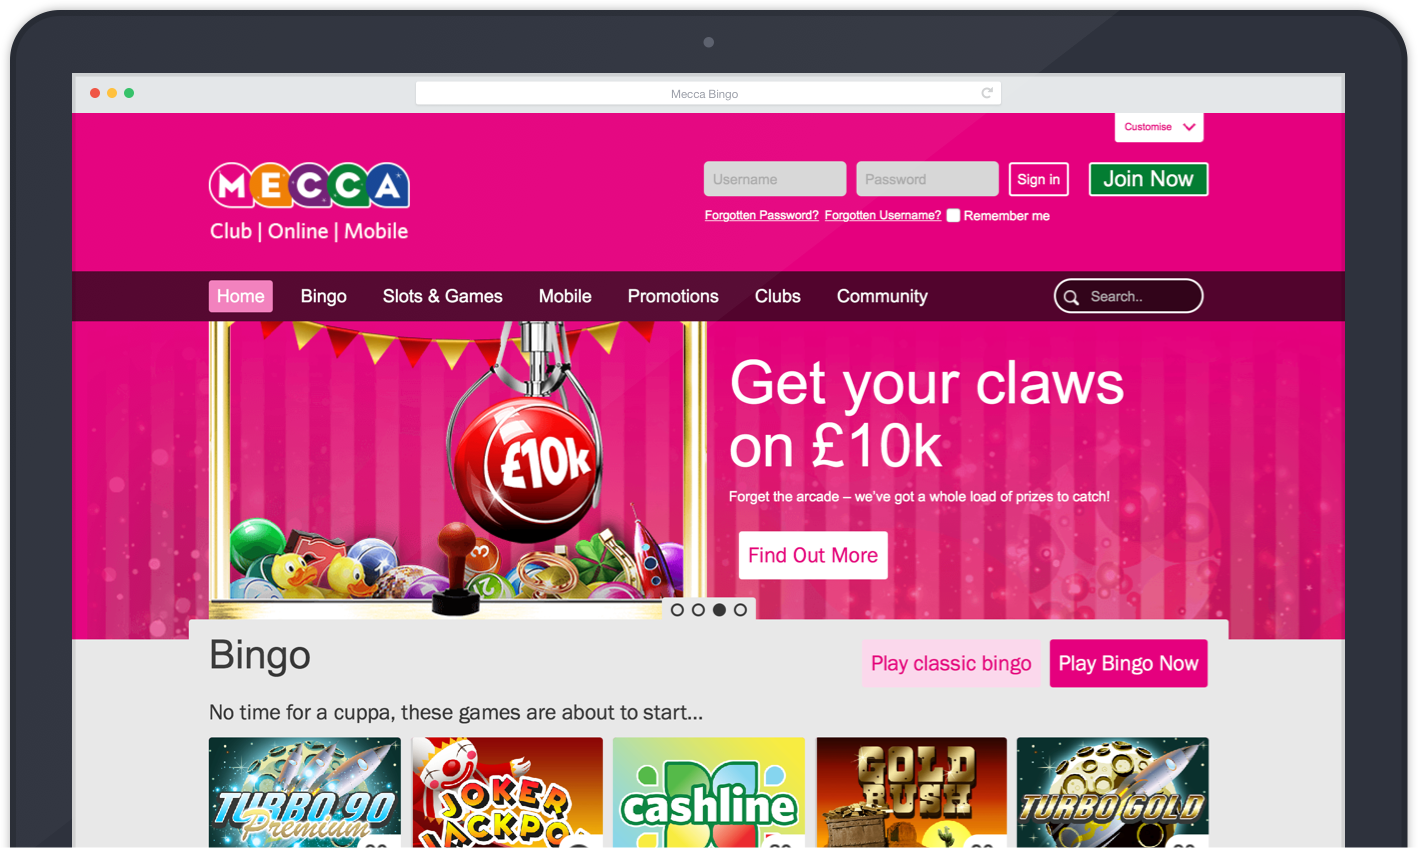 Mecca Bingo
Customise
MECCA
Club | Online | Mobile
Username
Password
Sign in
Join Now
Forgotten Password?
Forgotten Username?
Remember me
Home
Bingo
Slots & Games
Mobile
Promotions
Clubs
Community
Search..
£10k
3
Get your claws
on £10k
Forget the arcade – we've got a whole load of prizes to catch!
Find Out More
Bingo
Play classic bingo
Play Bingo Now
No time for a cuppa, these games are about to start...
TURBO 90
Premium
JOKER
JACKPO
cashline
GOLD
RUSH
TURBO GOLD